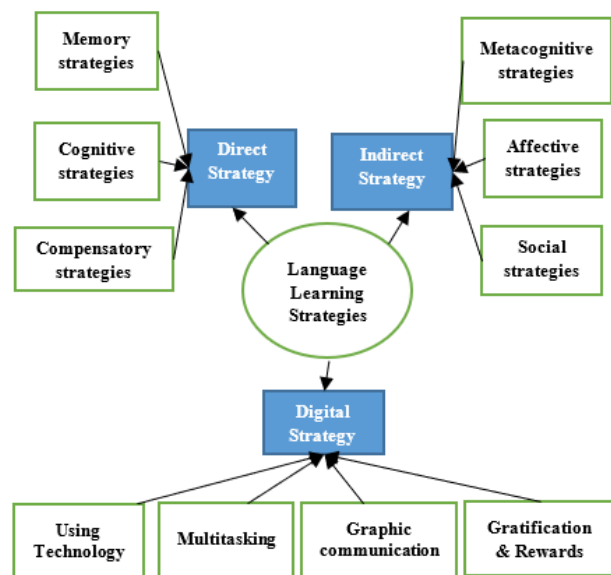 Memory
strategies
Metacognitive
strategies
Cognitive
strategies
Direct
Strategy
Indirect
Strategy
Affective
strategies
Compensatory
strategies
Language
Learning
Strategies
Social
strategies
Digital
Strategy
Using
Technology
Multitasking
Graphic
communication
Gratification
& Rewards